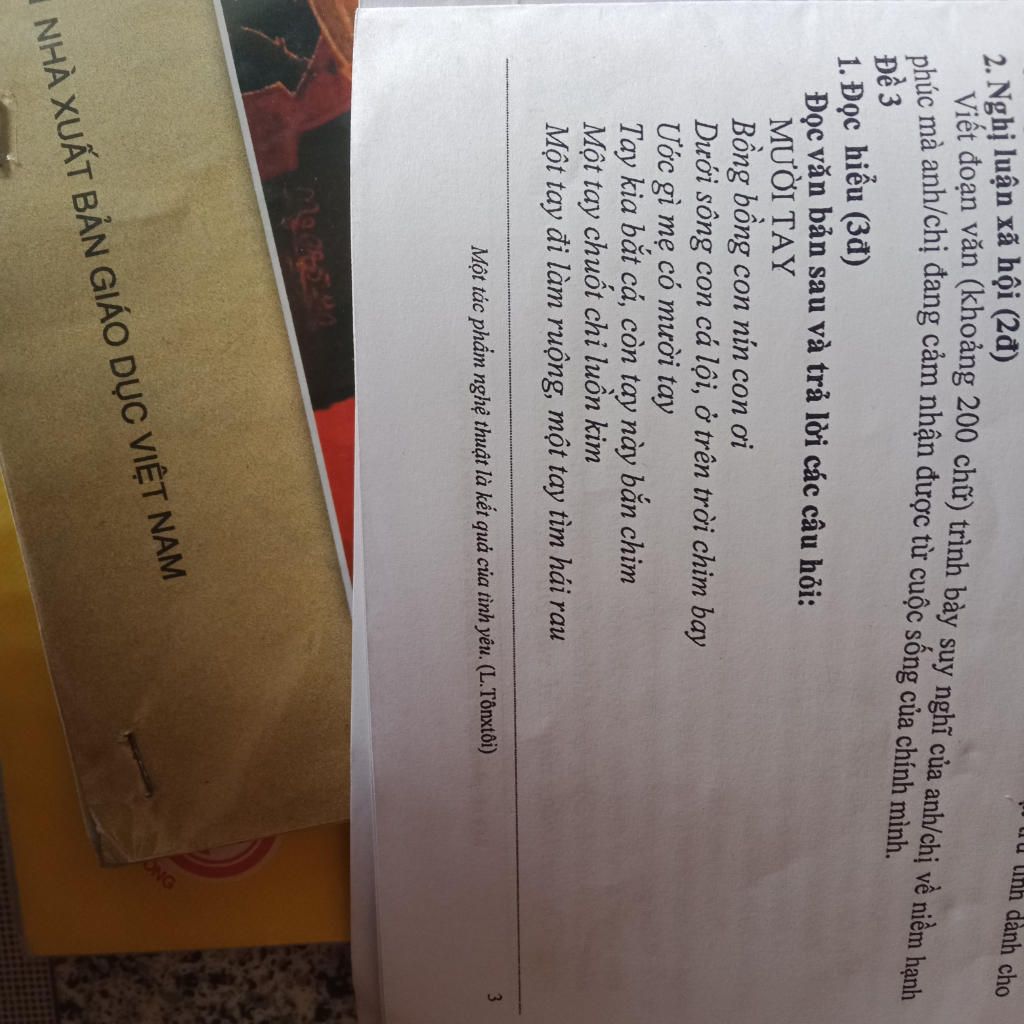 ưu tình dành cho
2. Nghị luận xã hội (2đ)
Viết đoạn văn (khoảng 200 chữ) trình bày suy nghĩ của anh/chị về niềm hạnh
phúc mà anh/chị đang cảm nhận được từ cuộc sống của chính mình.
Đề 3
1. Đọc hiểu (3đ)
Đọc văn bản sau và trả lời các câu hỏi:
MƯỜI TAY
Bồng bồng con nín con ơi
Dưới sông con cá lội, ở trên trời chim bay
Ước gì mẹ có mười tay
Tay kia bắt cá, còn tay này bắn chim
Một tay chuốt chỉ luồn kim
Một tay đi làm ruộng, một tay tìm hái rau
Một tác phẩm nghệ thuật là kết quả của tình yêu. (L.Tônxtôi)
3
NHÀ XUẤT BẢN GIÁO DỤC VIỆT NAM